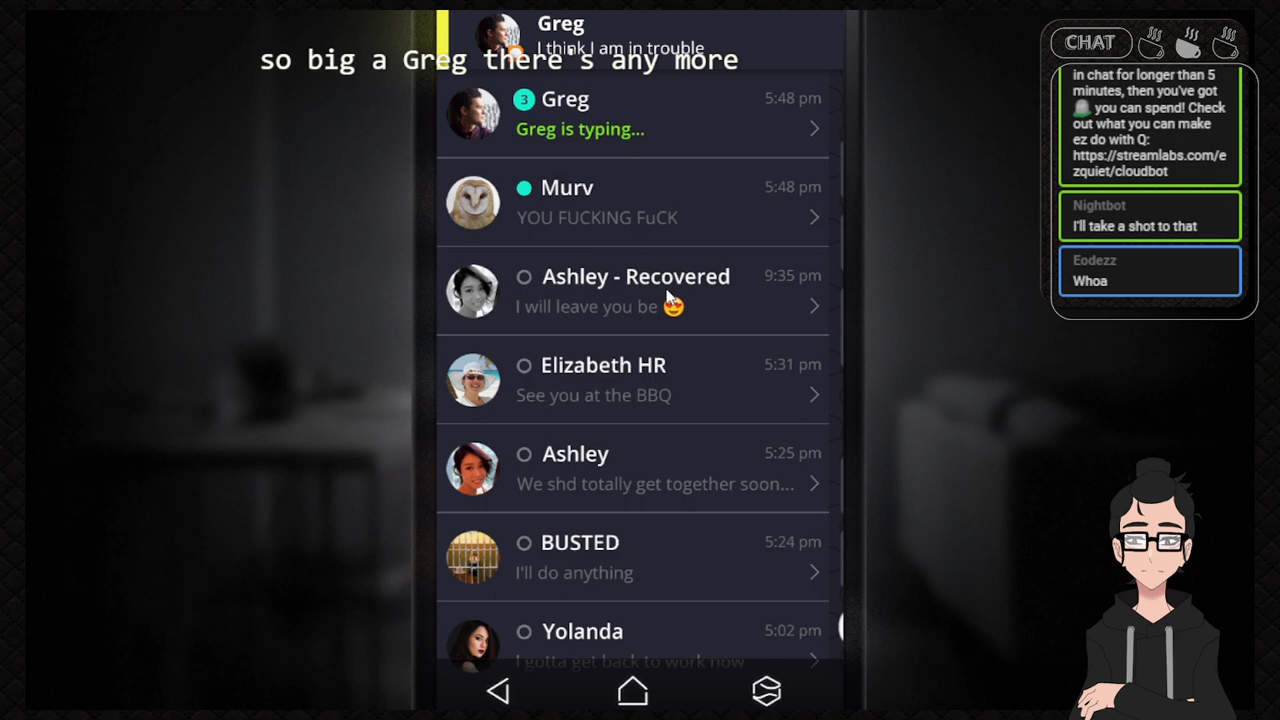 Greg
I think I am in trouble
so big a Greg there's any more
3 Greg 5:48 pm
Greg is typing...
Murv 5:48 pm
YOU FUCKING FuCK
Ashley - Recovered 9:35 pm
I will leave you be 😍
Elizabeth HR 5:31 pm
See you at the BBQ
Ashley 5:25 pm
We shd totally get together soon...
BUSTED 5:24 pm
I'll do anything
Yolanda 5:02 pm
I gotta get back to work now
CHAT
in chat for longer than 5
minutes, then you've got
you can spend! Check
out what you can make
ez do with Q:
https://streamlabs.com/e
zquiet/cloudbot
Nightbot
I'll take a shot to that
Eodezz
Whoa